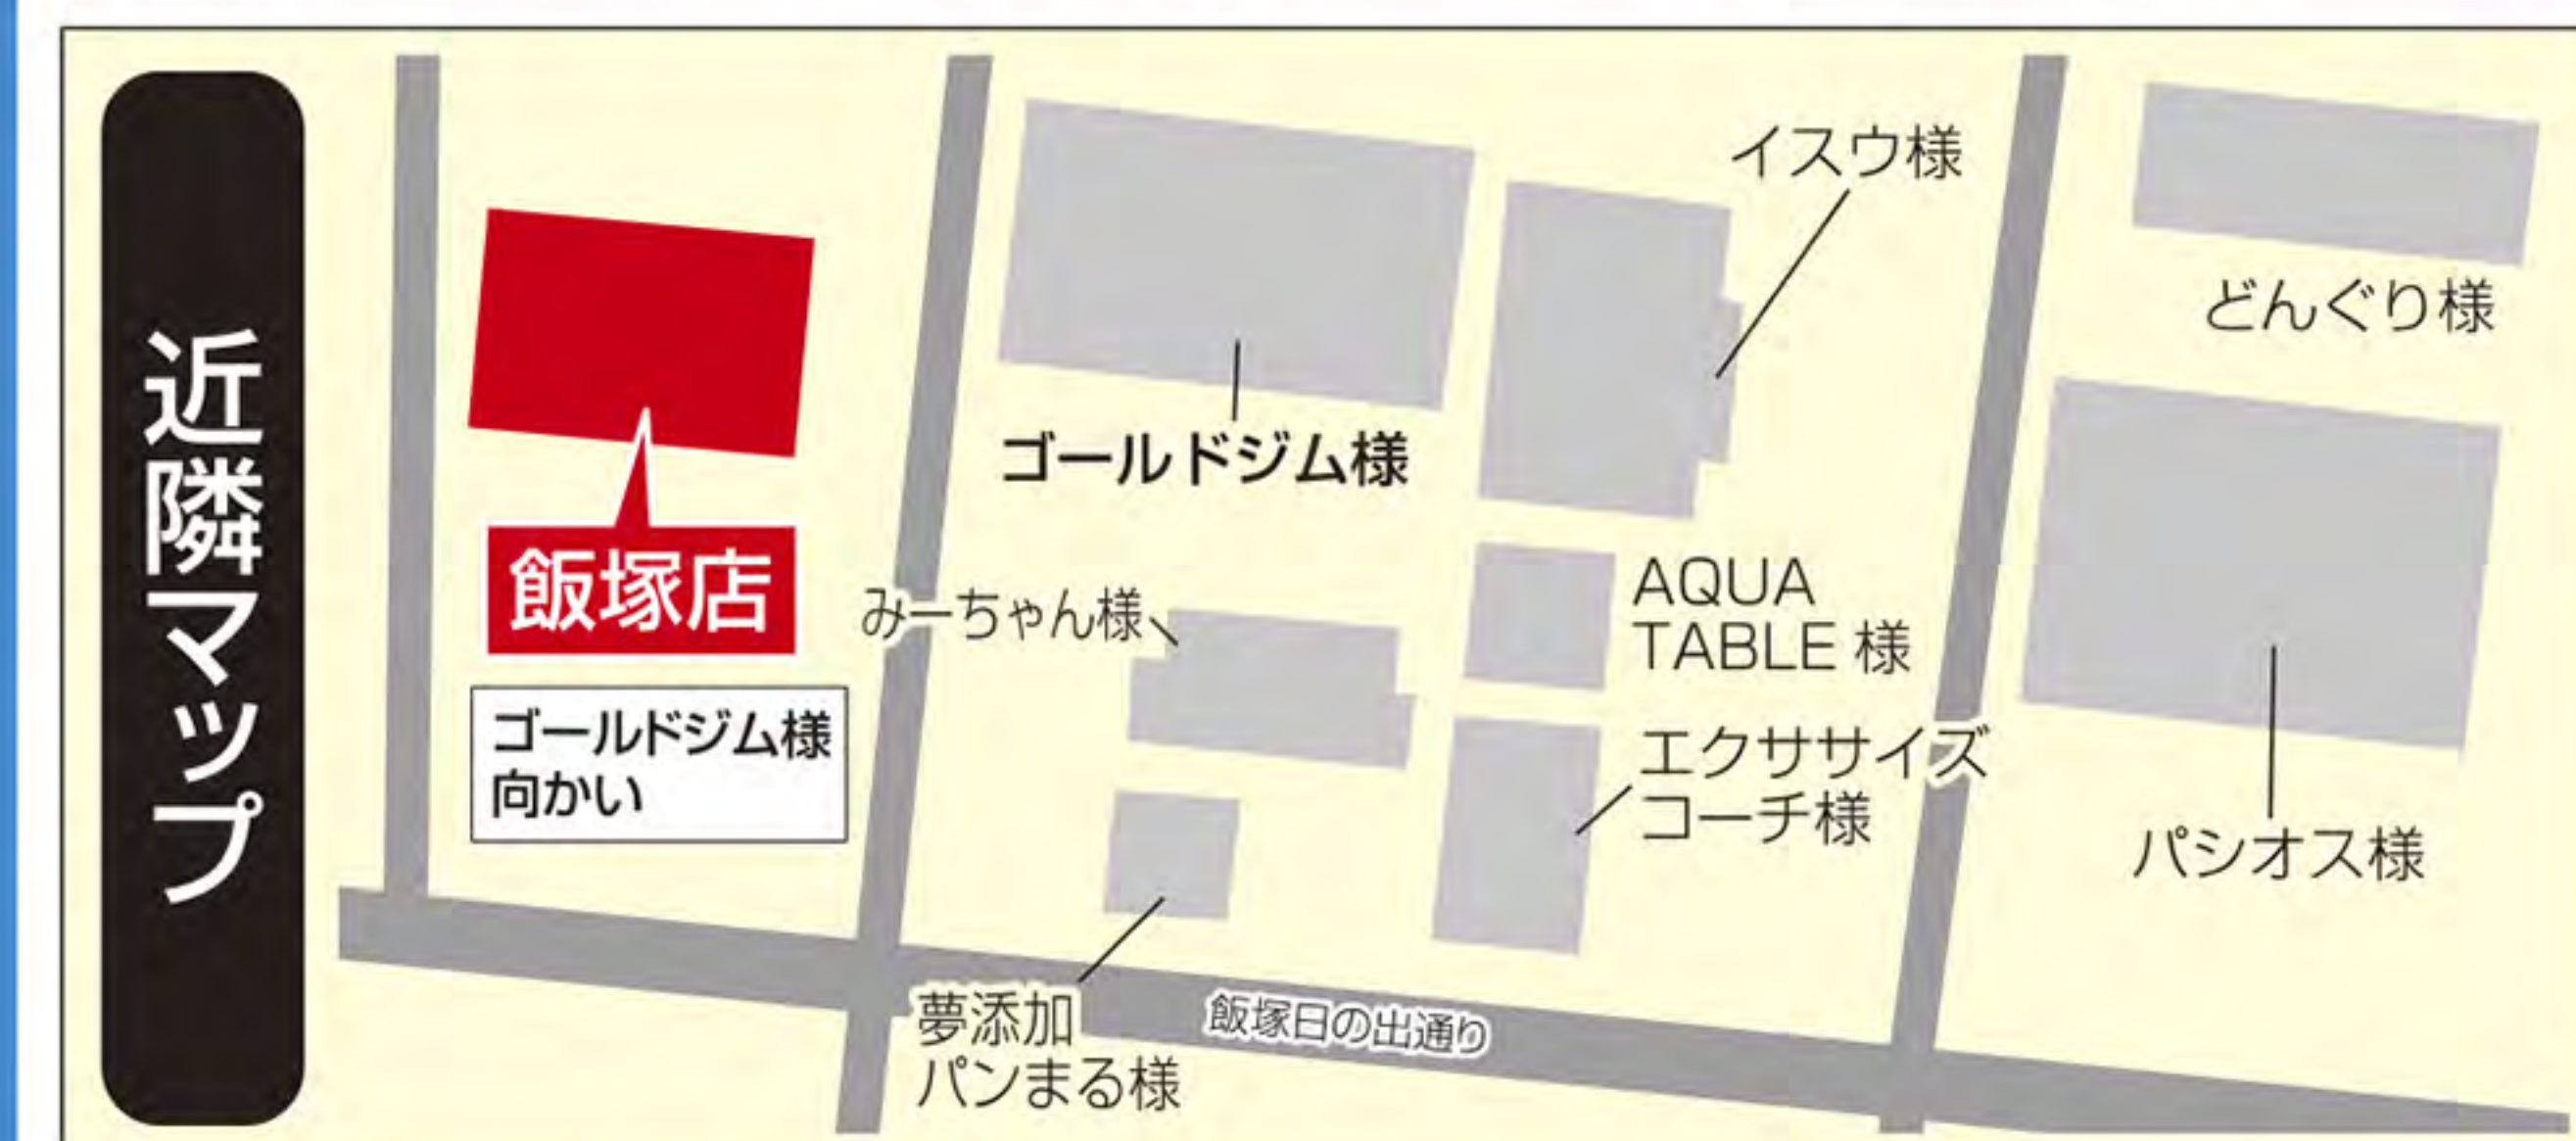 近隣マップ
飯塚店
ゴールドジム様
向かい
ゴールドジム様
イスウ様
どんぐり様
みーちゃん様
AQUA
TABLE 様
エクササイズ
コーチ様
パシオス様
夢添加
パンまる様
飯塚日の出通り